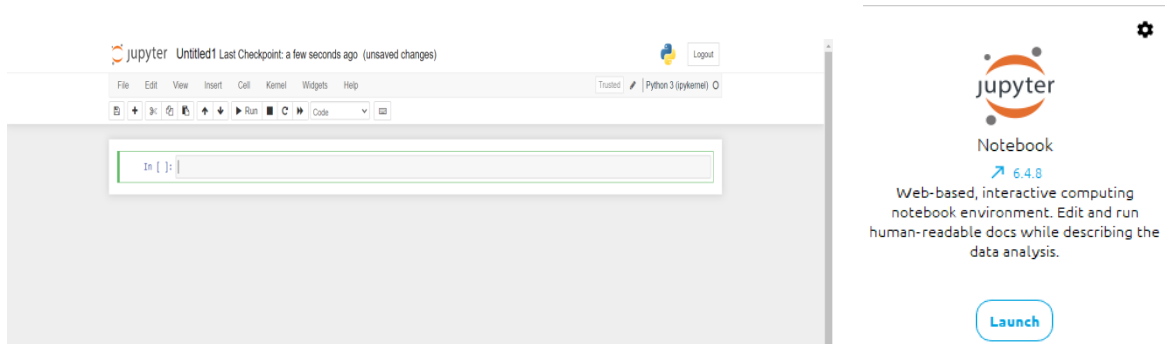 jupyter Untitled1 Last Checkpoint: a few seconds ago (unsaved changes)
Logout
File Edit View Insert Cell Kernel Widgets Help
Trusted Python 3 (ipykernel)
Run Code
In [ ]:
jupyter
Notebook
6.4.8
Web-based, interactive computing
notebook environment. Edit and run
human-readable docs while describing the
data analysis.
Launch